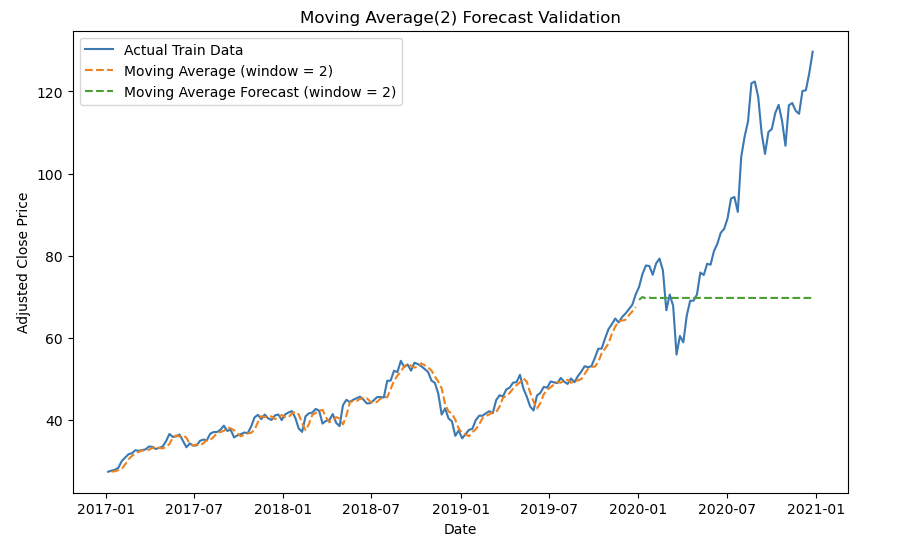 Moving Average(2) Forecast Validation
Actual Train Data
Moving Average (window = 2)
Moving Average Forecast (window = 2)
Adjusted Close Price
120
100
80
60
40
2017-01 2017-07 2018-01 2018-07 2019-01 2019-07 2020-01 2020-07 2021-01
Date